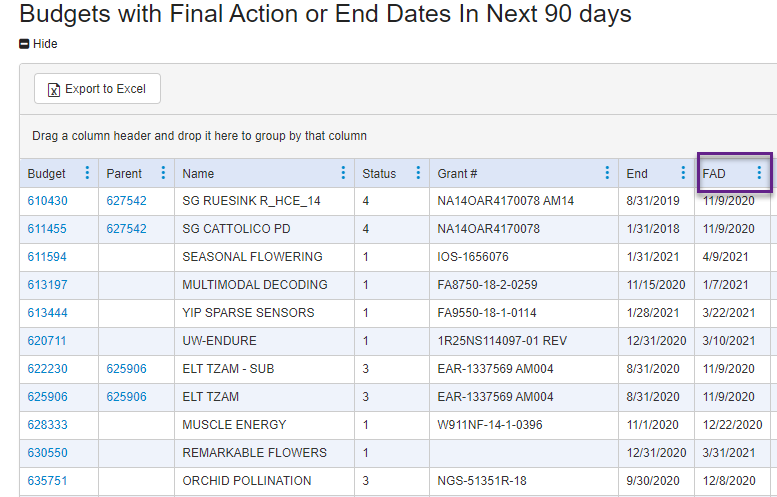 Budgets with Final Action or End Dates In Next 90 days
Hide
Export to Excel
Drag a column header and drop it here to group by that column
Budget Parent Name Status Grant # End FAD
610430 627542 SG RUESINK R_HCE_14 4 NA14OAR4170078 AM14 8/31/2019 11/9/2020
611455 627542 SG CATTOLICO PD 4 NA14OAR4170078 1/31/2018 11/9/2020
611594 SEASONAL FLOWERING 1 IOS-1656076 1/31/2021 4/9/2021
613197 MULTIMODAL DECODING 1 FA8750-18-2-0259 11/15/2020 1/7/2021
613444 YIP SPARSE SENSORS 1 FA9550-18-1-0114 1/28/2021 3/22/2021
620711 UW-ENDURE 1 1R25NS114097-01 REV 12/31/2020 3/10/2021
622230 625906 ELT TZAM - SUB 3 EAR-1337569 AM004 8/31/2020 11/9/2020
625906 625906 ELT TZAM 3 EAR-1337569 AM004 8/31/2020 11/9/2020
628333 MUSCLE ENERGY 1 W911NF-14-1-0396 11/1/2020 12/22/2020
630550 REMARKABLE FLOWERS 1 12/31/2020 3/31/2021
635751 ORCHID POLLINATION 3 NGS-51351R-18 9/30/2020 12/8/2020